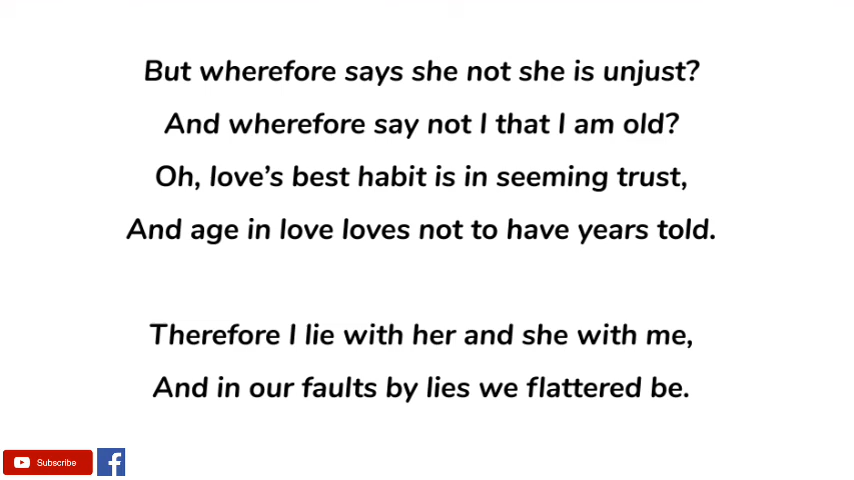 But wherefore says she not she is unjust?
And wherefore say not I that I am old?
Oh, love’s best habit is in seeming trust,
And age in love loves not to have years told.
Therefore I lie with her and she with me,
And in our faults by lies we flattered be.
Subscribe